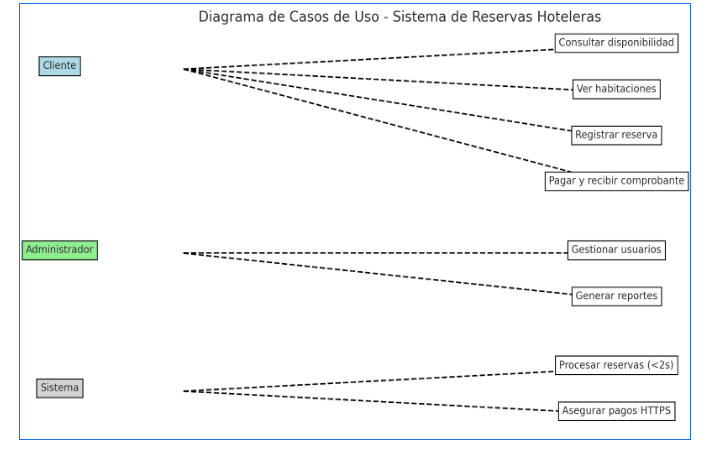 Diagrama de Casos de Uso - Sistema de Reservas Hoteleras
Consultar disponibilidad
Cliente
Ver habitaciones
Registrar reserva
Pagar y recibir comprobante
Administrador
Gestionar usuarios
Generar reportes
Procesar reservas (<2s)
Sistema
Asegurar pagos HTTPS